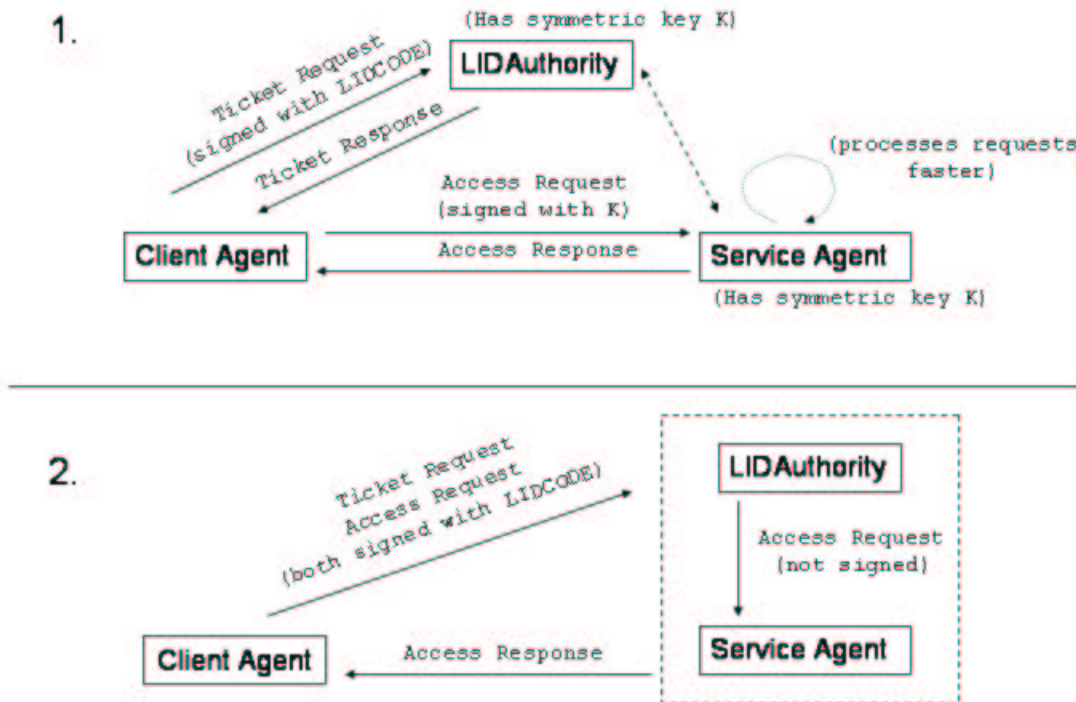 1.
(Has symmetric key K)
LIDAuthority
Ticket Request
(signed with LIDCODE)
Ticket Response
(processes requests
faster)
Access Request
(signed with K)
Client Agent
Access Response
Service Agent
(Has symmetric key K)
2.
Ticket Request
Access Request
(both signed with LIDCODE)
LIDAuthority
Access Request
(not signed)
Client Agent
Access Response
Service Agent